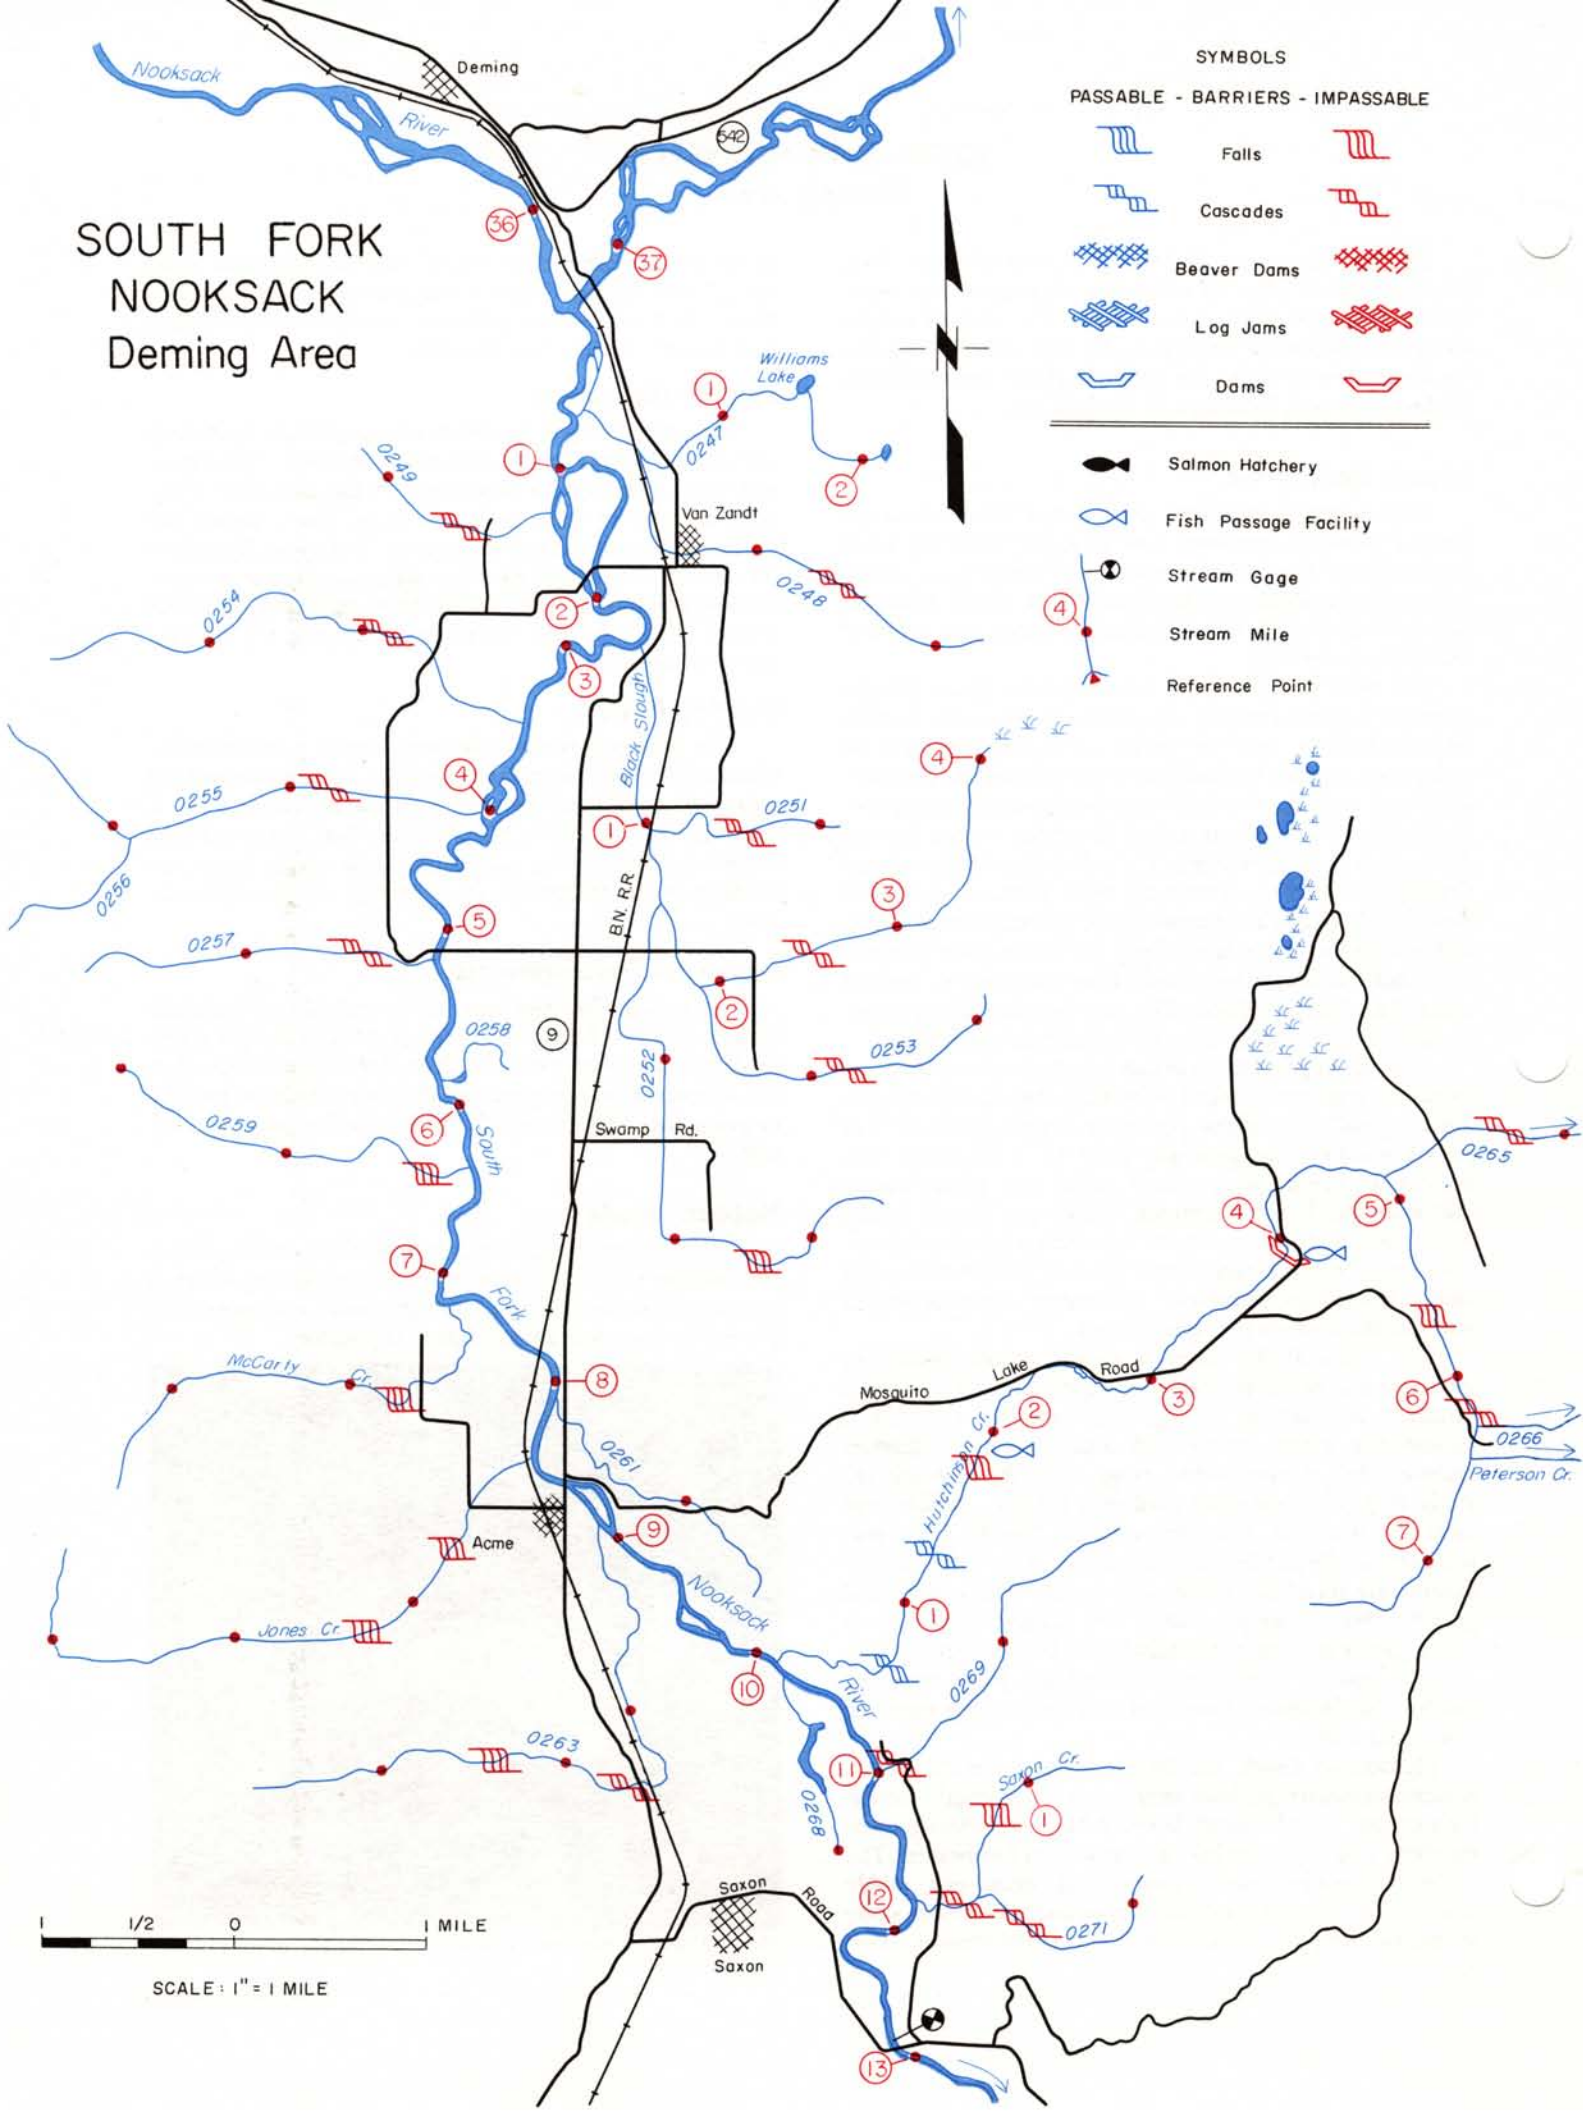 SOUTH FORK
NOOKSACK
Deming Area
Nooksack
River
Deming
542
36
37
SYMBOLS
PASSABLE - BARRIERS - IMPASSABLE
Falls
Cascades
Beaver Dams
Log Jams
Dams
Salmon Hatchery
Fish Passage Facility
Stream Gage
4
Stream Mile
Reference Point
N
Williams
Lake
1
0247
2
1
0249
Van Zandt
0248
2
0254
3
Black Slough
4
0255
0256
1
0251
4
3
B.N. R.R.
5
0257
2
9
0258
0252
0253
6
0259
South
Swamp Rd.
0265
4
5
7
Fork
McCarty Cr.
8
Mosquito Lake Road
3
6
2
0266
Peterson Cr.
0261
Hutchinson Cr.
Acme
9
7
Nooksack
1
Jones Cr.
10
River
0269
0263
11
Saxon Cr.
1
0268
12
0271
Saxon Road
Saxon
13
1 1/2 0 1 MILE
SCALE: 1" = 1 MILE